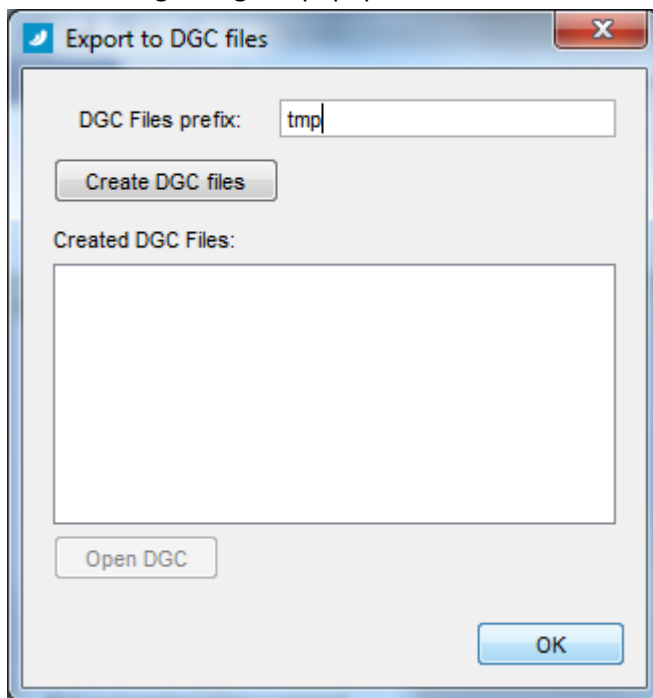 Export to DGC files
DGC Files prefix: tmp
Create DGC files
Created DGC Files:
Open DGC
OK